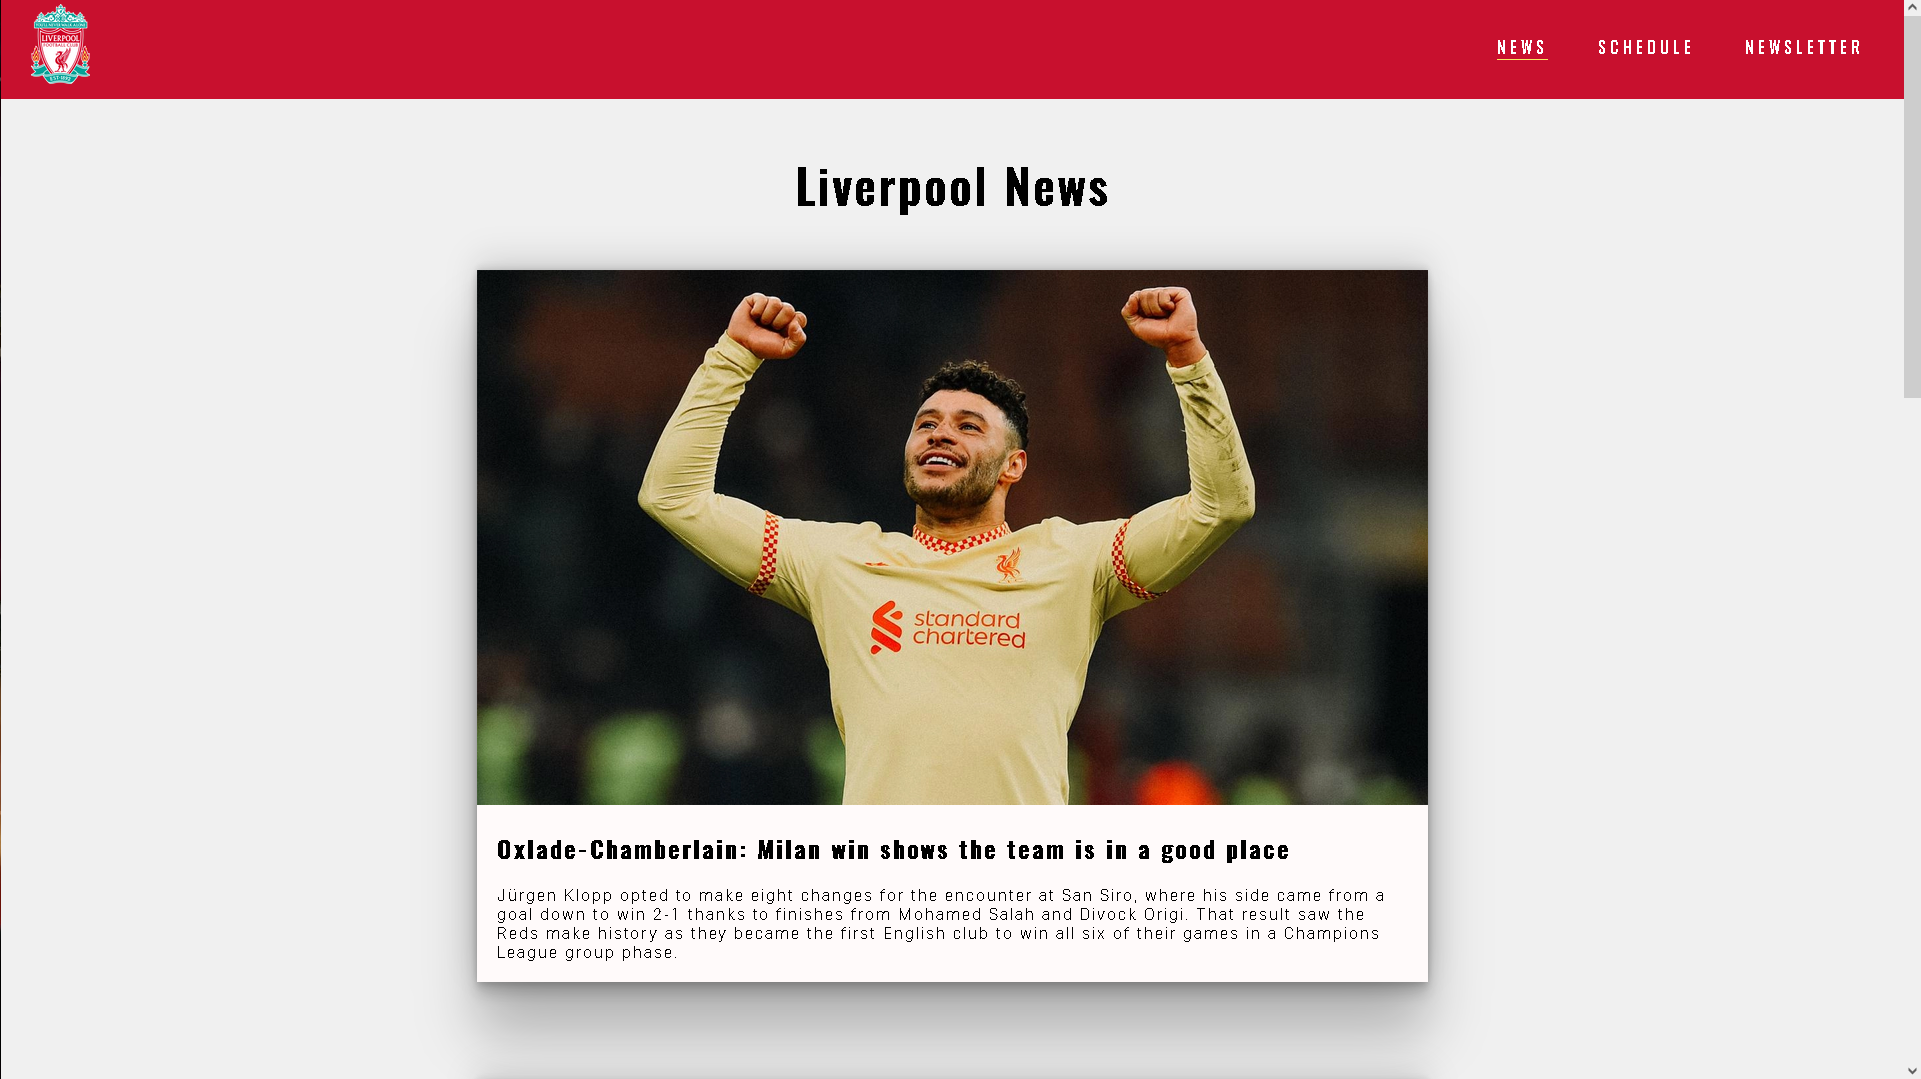 YOU'LL NEVER WALK ALONE
LIVERPOOL
FOOTBALL CLUB
EST·1892
NEWS
SCHEDULE
NEWSLETTER
Liverpool News
standard
chartered
Oxlade-Chamberlain: Milan win shows the team is in a good place
Jürgen Klopp opted to make eight changes for the encounter at San Siro, where his side came from a
goal down to win 2-1 thanks to finishes from Mohamed Salah and Divock Origi. That result saw the
Reds make history as they became the first English club to win all six of their games in a Champions
League group phase.